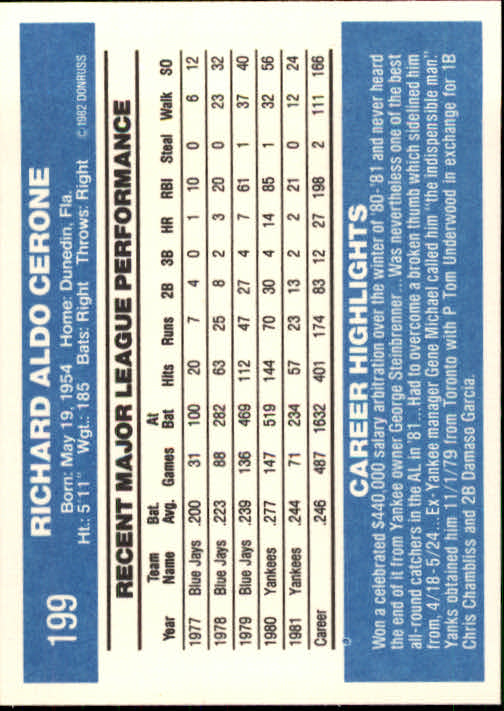 199
RICHARD ALDO CERONE
Born: May 19, 1954 Home: Dunedin, Fla.
Ht.: 5'11" Wgt.: 185 Bats: Right Throws: Right
©1982 DONRUSS
RECENT MAJOR LEAGUE PERFORMANCE
Team Bat. At
Year Name Avg. Games Bat Hits Runs 2B 3B HR RBI Steal Walk SO
1977 Blue Jays .200 31 100 20 7 4 0 1 10 0 6 12
1978 Blue Jays .223 88 282 63 25 8 2 3 20 0 23 32
1979 Blue Jays .239 136 469 112 47 27 4 7 61 1 37 40
1980 Yankees .277 147 519 144 70 30 4 14 85 1 32 56
1981 Yankees .244 71 234 57 23 13 2 2 21 0 12 24
Career .246 487 1632 401 174 83 12 27 198 2 111 166
CAREER HIGHLIGHTS
Won a celebrated $440,000 salary arbitration over the winter of '80-'81 and never heard
the end of it from Yankee owner George Steinbrenner... Was nevertheless one of the best
all-round catchers in the AL in '81...Had to overcome a broken thumb which sidelined him
from, 4/18-5/24... Ex-Yankee manager Gene Michael called him "the indispensible man."
Yanks obtained him 11/1/79 from Toronto with P Tom Underwood in exchange for 1B
Chris Chambliss and 2B Damaso Garcia.